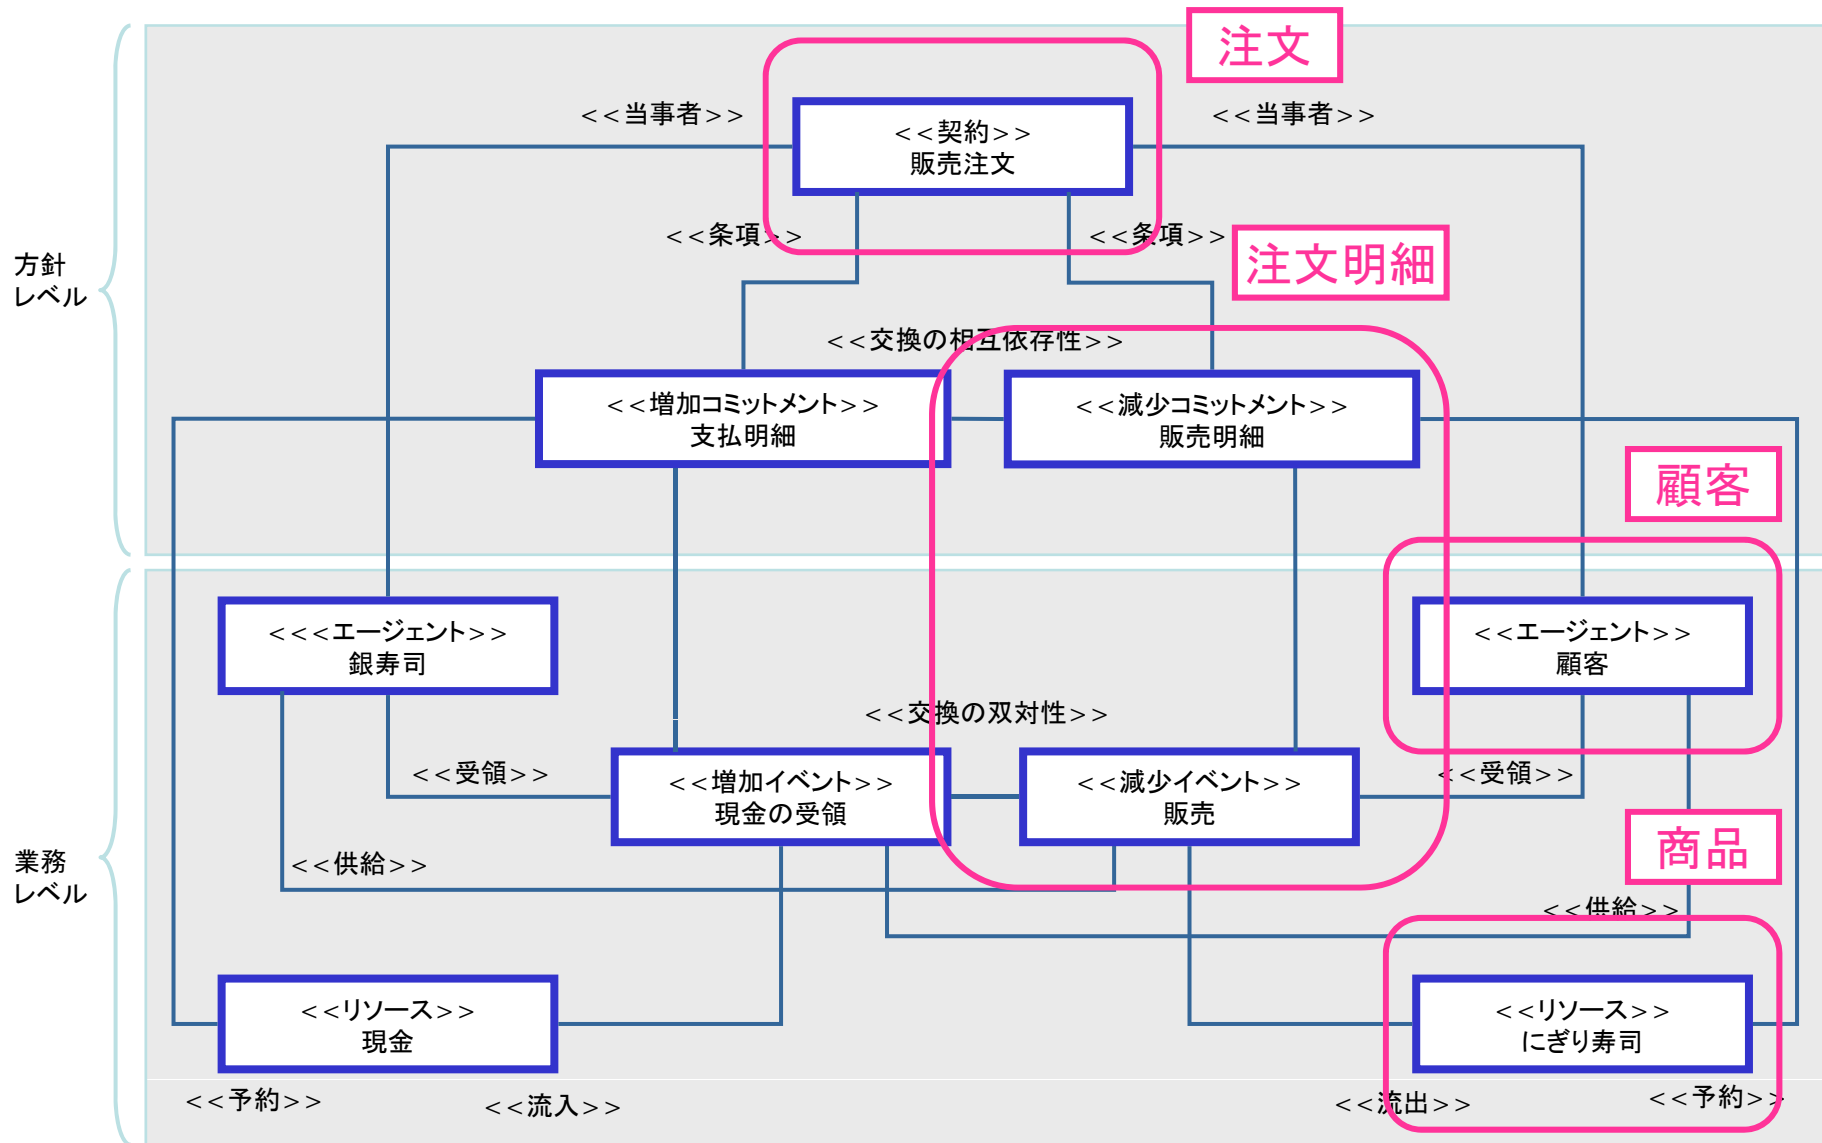 注文
<<当事者>>
<<当事者>>
<<契約>>
販売注文
<<条項>>
<<条項>>
注文明細
方針
レベル
<<交換の相互依存性>>
<<増加コミットメント>>
支払明細
<<減少コミットメント>>
販売明細
顧客
<<<エージェント>>
銀寿司
<<エージェント>>
顧客
<<交換の双対性>>
<<受領>>
<<増加イベント>>
現金の受領
<<減少イベント>>
販売
<<受領>>
商品
業務
レベル
<<供給>>
<<供給>>
<<リソース>>
現金
<<リソース>>
にぎり寿司
<<予約>>
<<流入>>
<<流出>>
<<予約>>